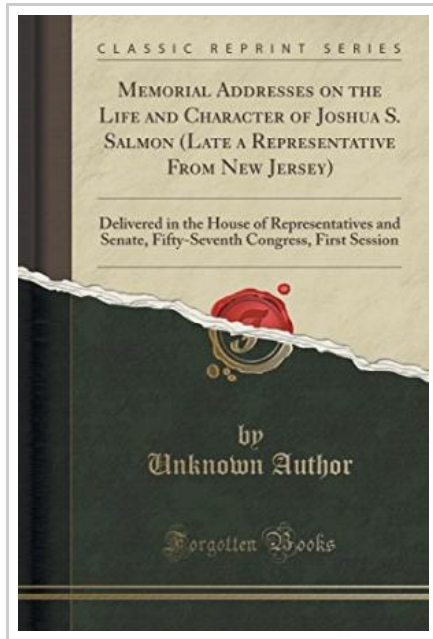 CLASSIC REPRINT SERIES
MEMORIAL ADDRESSES ON THE
LIFE AND CHARACTER OF JOSHUA S.
SALMON (LATE A REPRESENTATIVE
FROM NEW JERSEY)
Delivered in the House of Representatives and
Senate, Fifty-Seventh Congress, First Session
by
Unknown Author
Forgotten Books